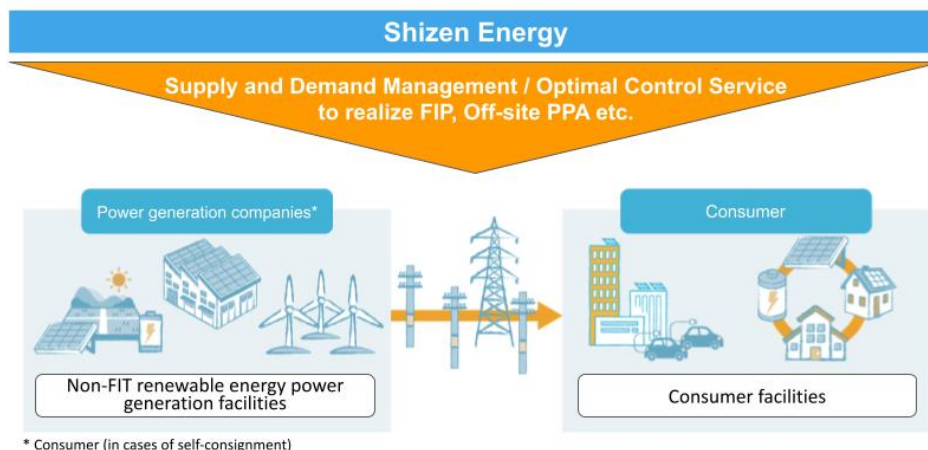 Shizen Energy
Supply and Demand Management / Optimal Control Service
to realize FIP, Off-site PPA etc.
Power generation companies*
Consumer
Non-FIT renewable energy power
generation facilities
Consumer facilities
* Consumer (in cases of self-consignment)